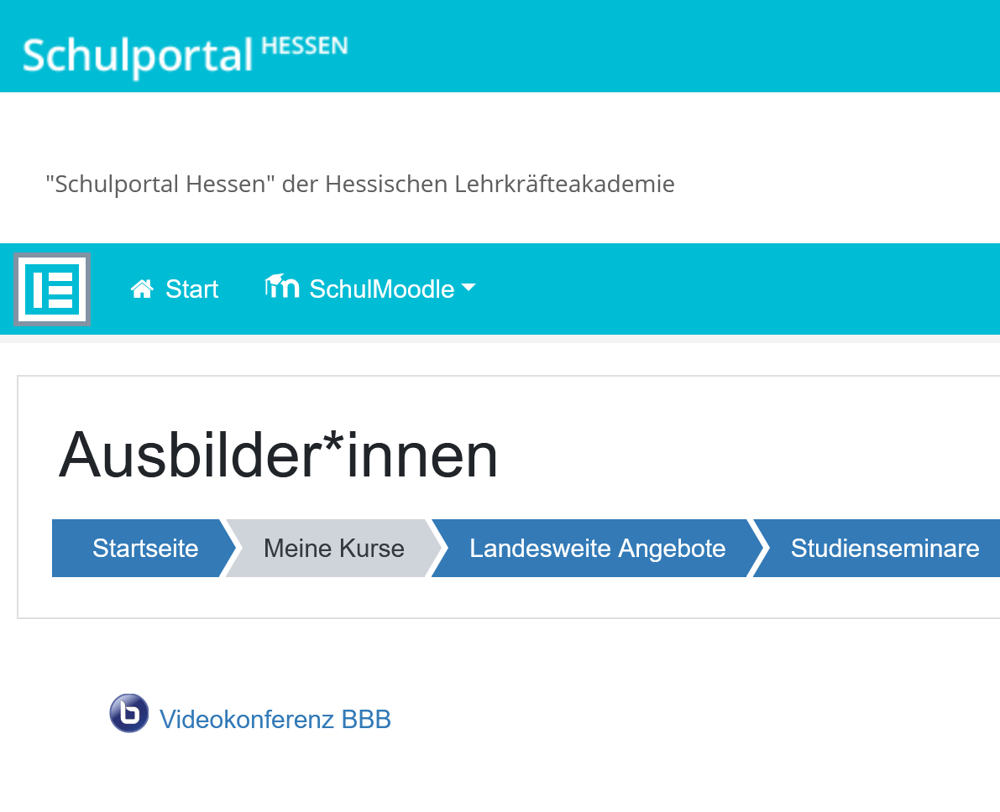 Schulportal HESSEN
"Schulportal Hessen" der Hessischen Lehrkräfteakademie
Start SchulMoodle
Ausbilder*innen
Startseite Meine Kurse Landesweite Angebote Studienseminare
Videokonferenz BBB